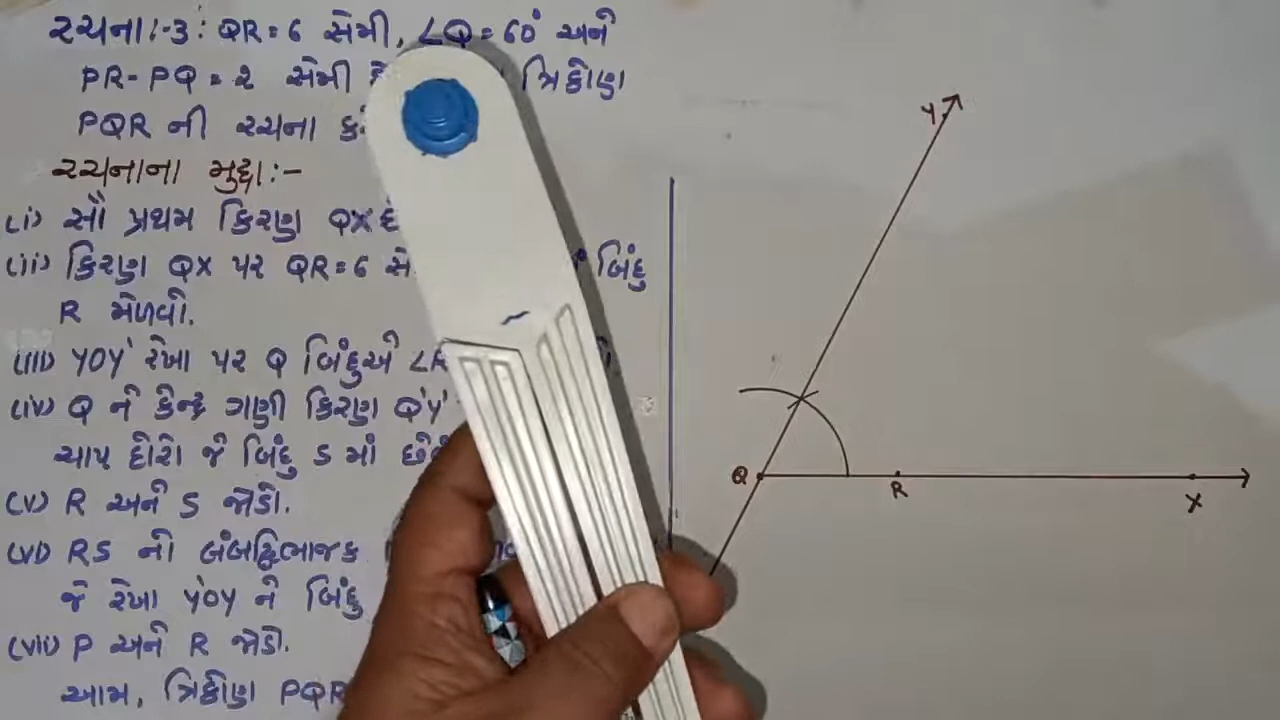 રચના:-3: QR = 6 સેમી, ∠Q = 60° અને
PR - PQ = 2 સેમી ત્રિકોણ
PQR ની રચના
રચનાના મુદ્દા:-
(i) સૌ પ્રથમ કિરણ QX
(ii) કિરણ QX પર QR = 6 બિંદુ
R મેળવો.
(iii) YQY' રેખા પર Q બિંદુએ
(iv) Q ને કેન્દ્ર ગણી કિરણ QY'
ચાપ દોરો જે બિંદુ S માં
(v) R અને S જોડો.
(vi) RS નો લંબદ્વિભાજક
જે રેખા Y'QY ને બિંદુ
(vii) P અને R જોડો.
આમ, ત્રિકોણ PQR
Y
Q
R
X